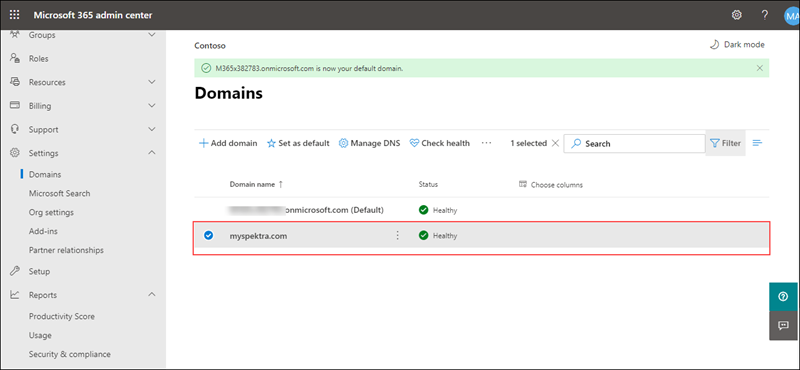 Microsoft 365 admin center
MA
Groups
Roles
Resources
Billing
Support
Settings
Domains
Microsoft Search
Org settings
Add-ins
Partner relationships
Setup
Reports
Productivity Score
Usage
Security & compliance
Contoso
Dark mode
M365x382783.onmicrosoft.com is now your default domain.
Domains
Add domain Set as default Manage DNS Check health 1 selected Search Filter
Domain name ↑ Status Choose columns
onmicrosoft.com (Default) Healthy
myspektra.com Healthy